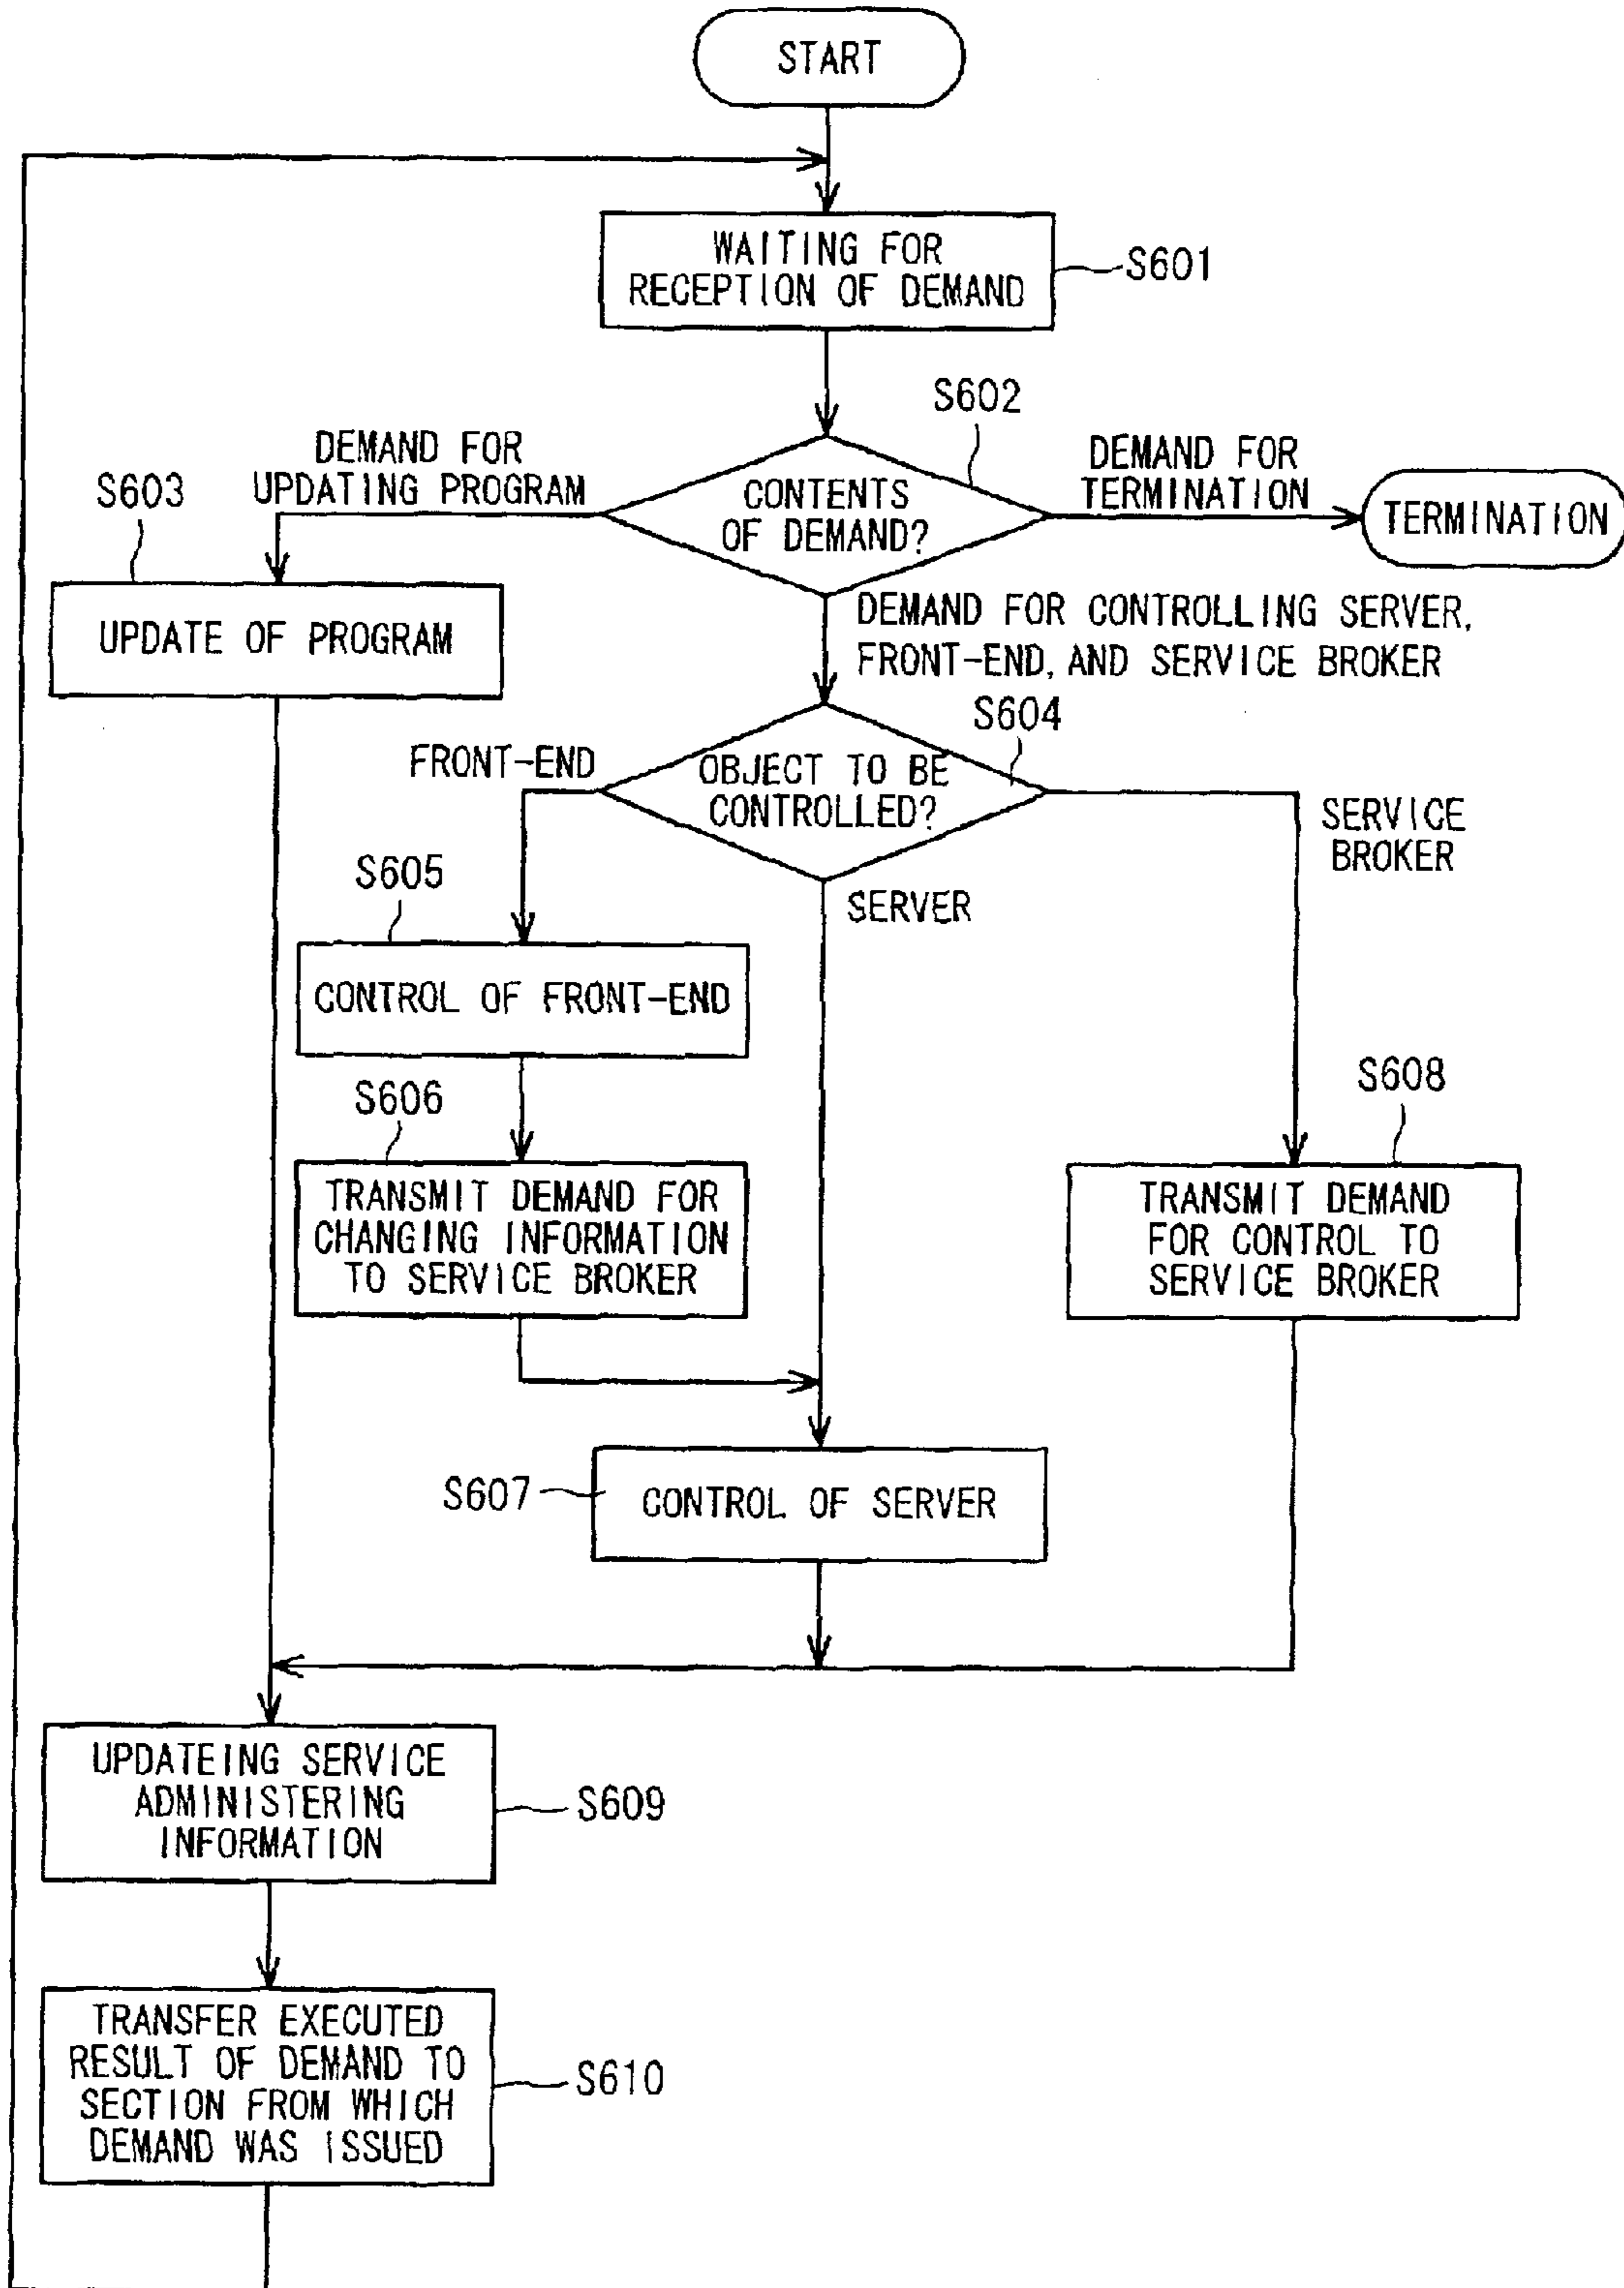 START
WAITING FOR
RECEPTION OF DEMAND
S601
S602
DEMAND FOR
UPDATING PROGRAM
CONTENTS
OF DEMAND?
DEMAND FOR
TERMINATION
TERMINATION
S603
UPDATE OF PROGRAM
DEMAND FOR CONTROLLING SERVER,
FRONT-END, AND SERVICE BROKER
S604
FRONT-END
OBJECT TO BE
CONTROLLED?
SERVICE
BROKER
SERVER
S605
CONTROL OF FRONT-END
S606
TRANSMIT DEMAND FOR
CHANGING INFORMATION
TO SERVICE BROKER
S608
TRANSMIT DEMAND
FOR CONTROL TO
SERVICE BROKER
S607
CONTROL OF SERVER
UPDATEING SERVICE
ADMINISTERING
INFORMATION
S609
TRANSFER EXECUTED
RESULT OF DEMAND TO
SECTION FROM WHICH
DEMAND WAS ISSUED
S610